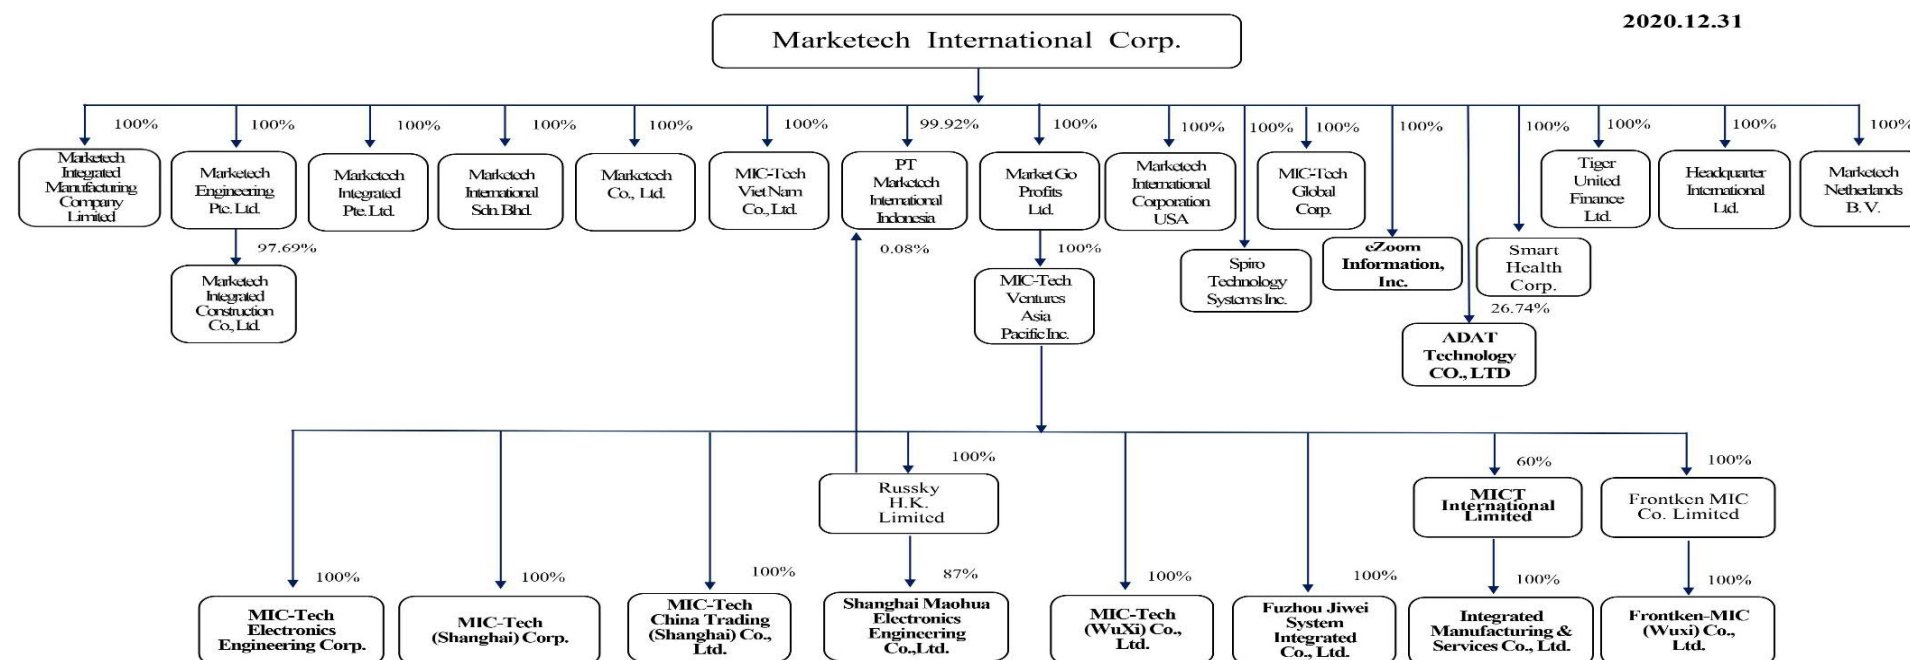 2020.12.31
Marketech International Corp.
100%
100%
100%
100%
100%
100%
99.92%
100%
100%
100%
100%
100%
100%
100%
100%
100%
Marketech
Integrated
Manufacturing
Company
Limited
Marketech
Engineering
Pte. Ltd.
Marketech
Integrated
Pte. Ltd.
Marketech
International
Sdn. Bhd.
Marketech
Co., Ltd.
MIC-Tech
Viet Nam
Co., Ltd.
PT
Marketech
International
Indonesia
Market Go
Profits
Ltd.
Marketech
International
Corporation
USA
MIC-Tech
Global
Corp.
Tiger
United
Finance
Ltd.
Headquarter
International
Ltd.
Marketech
Netherlands
B. V.
97.69%
0.08%
100%
Marketech
Integrated
Construction
Co., Ltd.
MIC-Tech
Ventures
Asia
Pacific Inc.
Spiro
Technology
Systems Inc.
eZoom
Information,
Inc.
Smart
Health
Corp.
26.74%
ADAT
Technology
CO., LTD
100%
60%
100%
Russky
H.K.
Limited
MICT
International
Limited
Frontken MIC
Co. Limited
100%
100%
100%
87%
100%
100%
100%
100%
MIC-Tech
Electronics
Engineering Corp.
MIC-Tech
(Shanghai) Corp.
MIC-Tech
China Trading
(Shanghai) Co.,
Ltd.
Shanghai Maohua
Electronics
Engineering
Co.,Ltd.
MIC-Tech
(WuXi) Co.,
Ltd.
Fuzhou Jiwei
System
Integrated
Co., Ltd.
Integrated
Manufacturing &
Services Co., Ltd.
Frontken-MIC
(Wuxi) Co.,
Ltd.